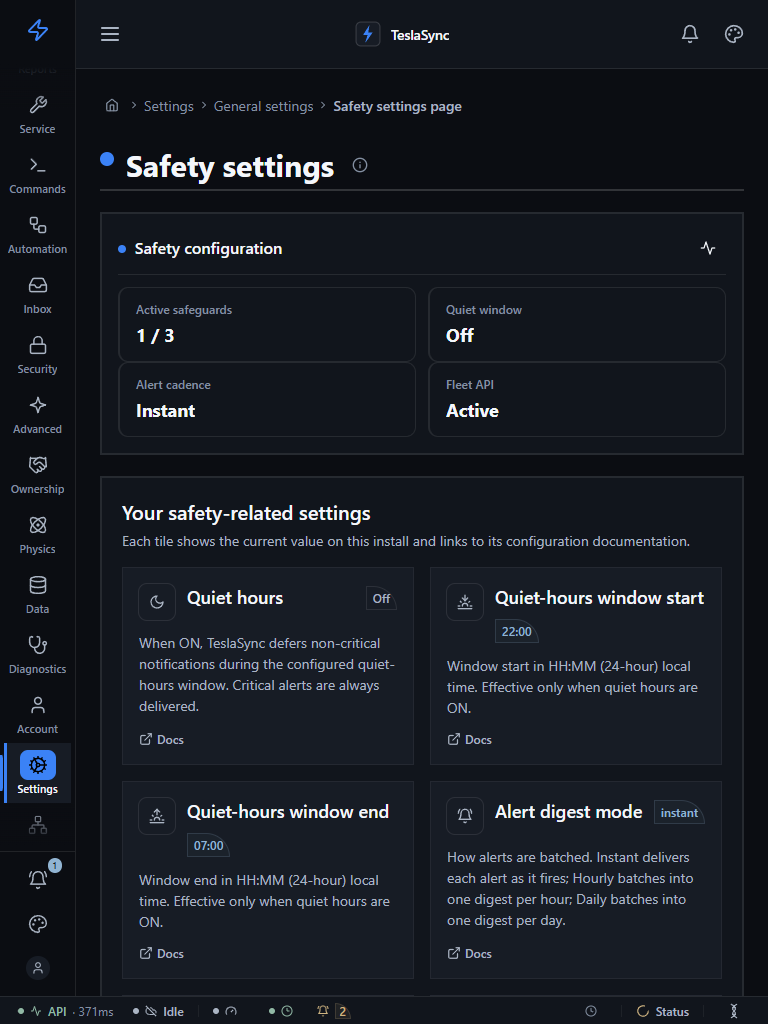 TeslaSync
Reports
Service
Commands
Automation
Inbox
Security
Advanced
Ownership
Physics
Data
Diagnostics
Account
Settings
1
Settings > General settings > Safety settings page
Safety settings
Safety configuration
Active safeguards
1 / 3
Quiet window
Off
Alert cadence
Instant
Fleet API
Active
Your safety-related settings
Each tile shows the current value on this install and links to its configuration documentation.
Quiet hours
Off
When ON, TeslaSync defers non-critical
notifications during the configured quiet-
hours window. Critical alerts are always
delivered.
Docs
Quiet-hours window start
22:00
Window start in HH:MM (24-hour) local
time. Effective only when quiet hours are
ON.
Docs
Quiet-hours window end
07:00
Window end in HH:MM (24-hour) local
time. Effective only when quiet hours are
ON.
Docs
Alert digest mode
instant
How alerts are batched. Instant delivers
each alert as it fires; Hourly batches into
one digest per hour; Daily batches into
one digest per day.
Docs
API · 371ms
Idle
2
Status